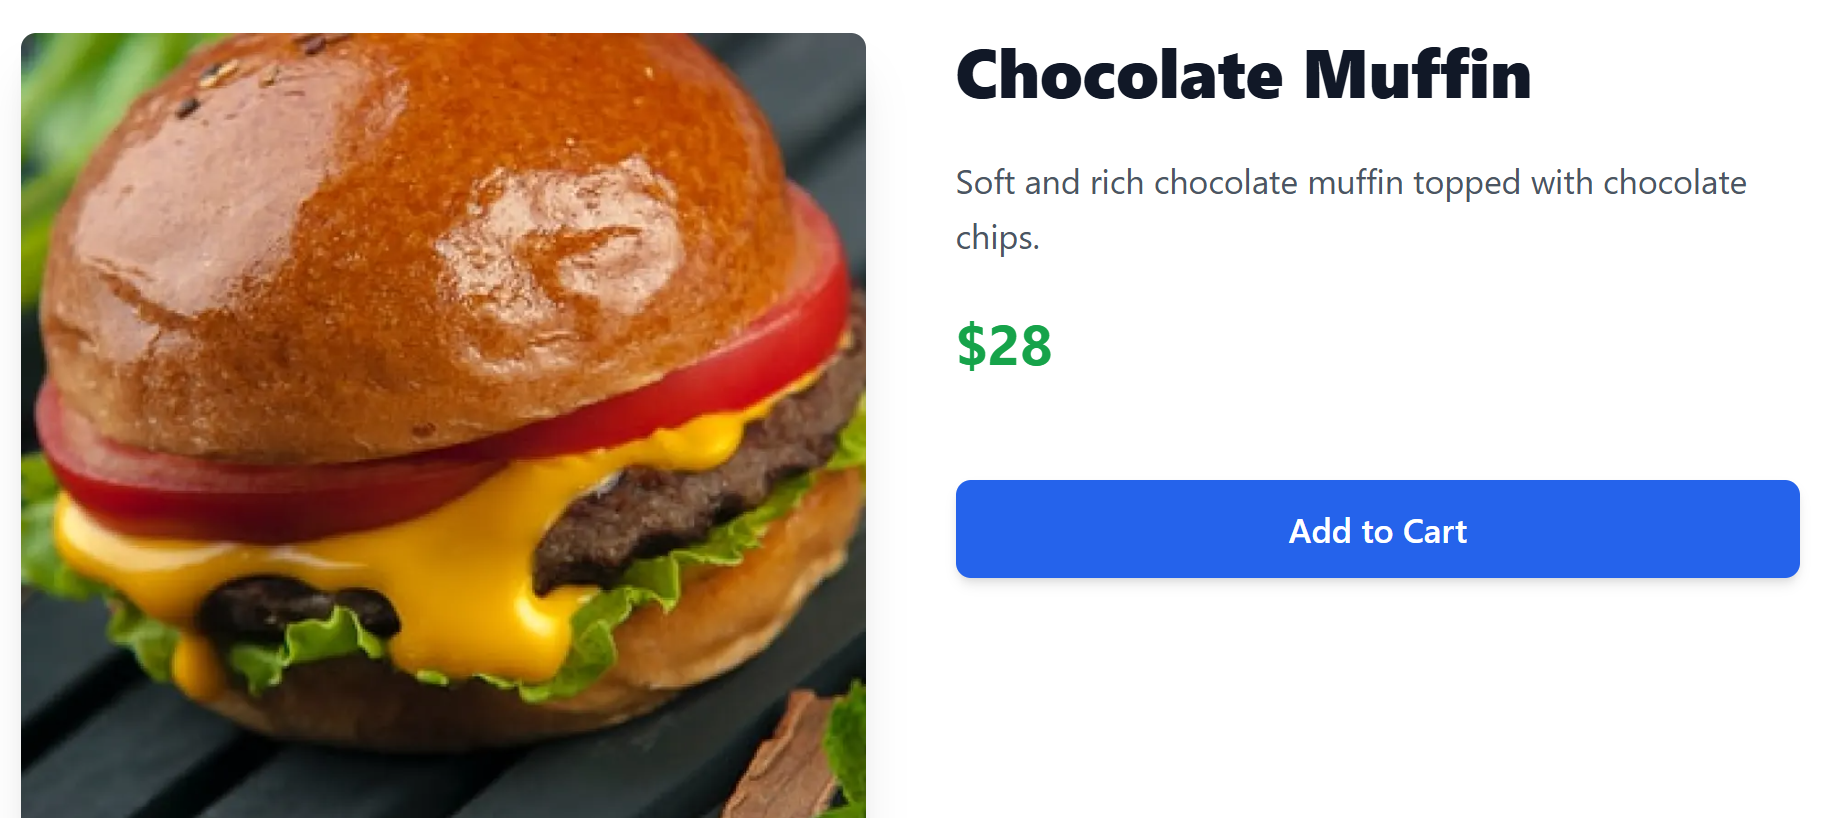 Chocolate Muffin
Soft and rich chocolate muffin topped with chocolate
chips.
$28
Add to Cart